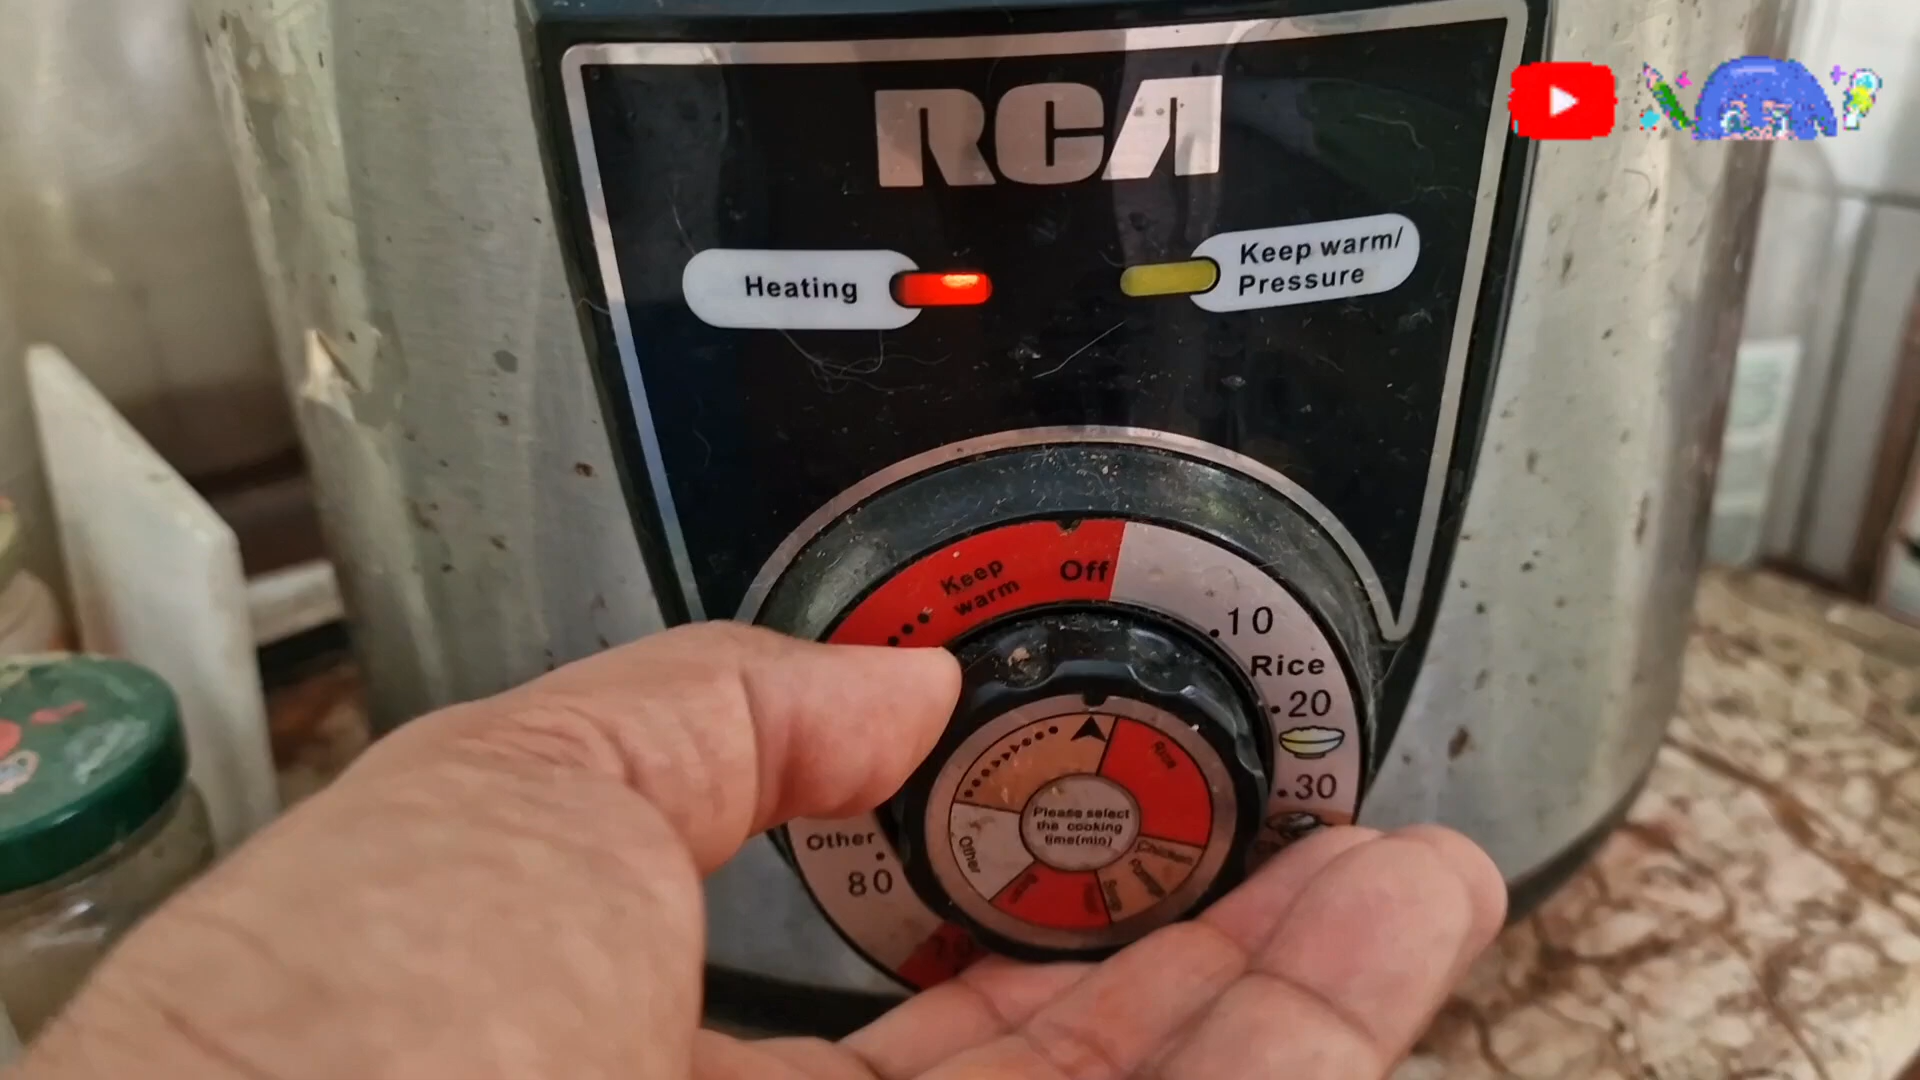 RCA
Heating
Keep warm/
Pressure
Keep
warm
Off
.10
Rice
.20
.30
Other
80
Please select
the cooking
time(min)
Rice
Chicken
Other